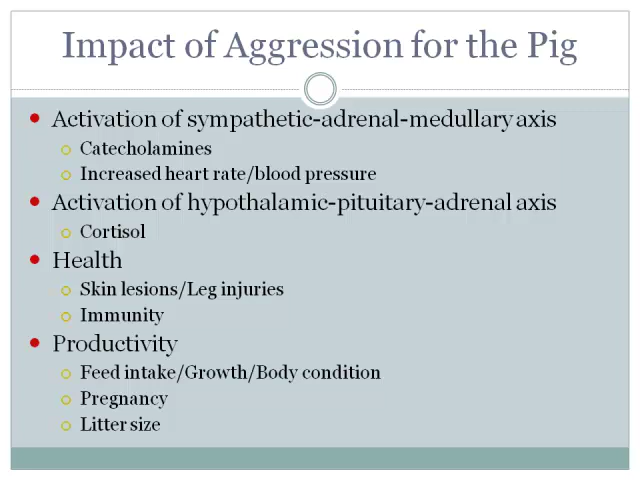 Impact of Aggression for the Pig
Activation of sympathetic-adrenal-medullary axis
Catecholamines
Increased heart rate/blood pressure
Activation of hypothalamic-pituitary-adrenal axis
Cortisol
Health
Skin lesions/Leg injuries
Immunity
Productivity
Feed intake/Growth/Body condition
Pregnancy
Litter size